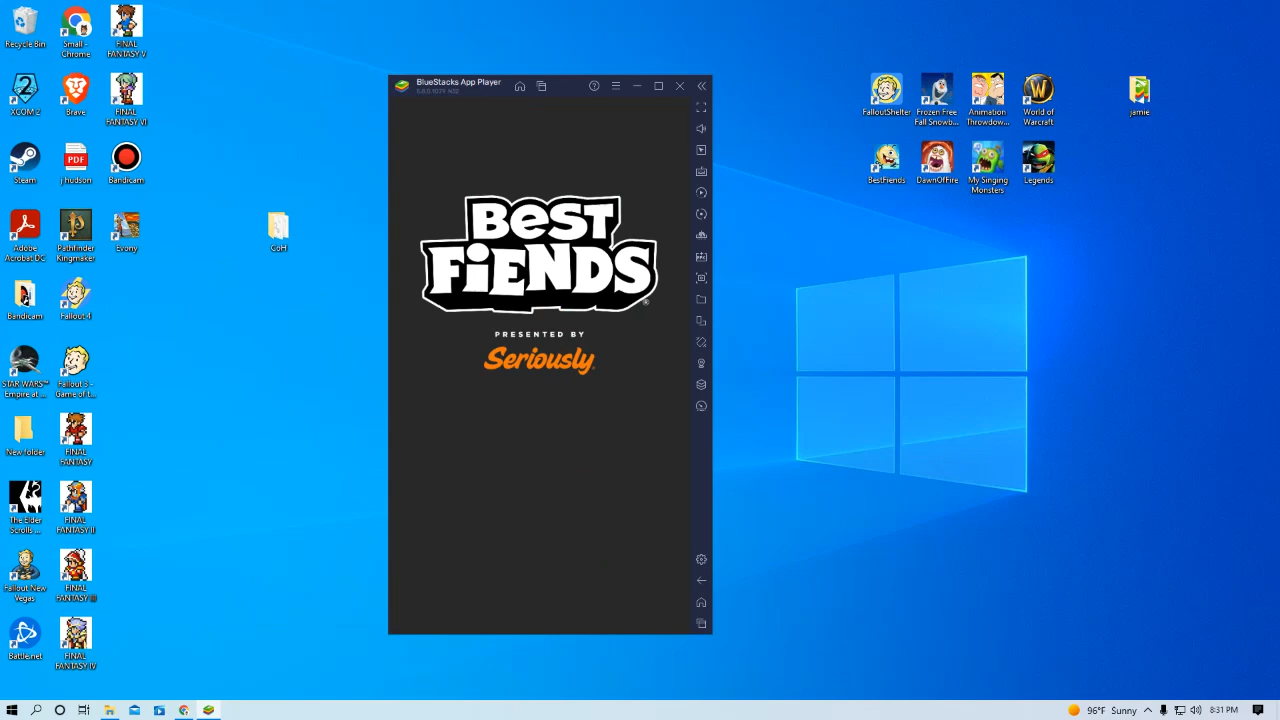 Recycle Bin
Small - Chrome
FINAL FANTASY V
XCOM 2
Brave
FINAL FANTASY VI
Steam
PDF
j hudson
Bandicam
Adobe Acrobat DC
Pathfinder Kingmaker
Evony
CoH
Bandicam
Fallout 4
STAR WARS™ Empire at ...
Fallout 3 - Game of t...
New folder
FINAL FANTASY
The Elder Scrolls ...
FINAL FANTASY II
Fallout New Vegas
FINAL FANTASY III
Battle.net
FINAL FANTASY IV
BlueStacks App Player
BEST
FIENDS®
PRESENTED BY
Seriously
FalloutShelter
Frozen Free Fall Snowb...
Animation Throwdow...
World of Warcraft
jamie
BestFiends
DawnOfFire
My Singing Monsters
Legends
96°F Sunny
8:31 PM